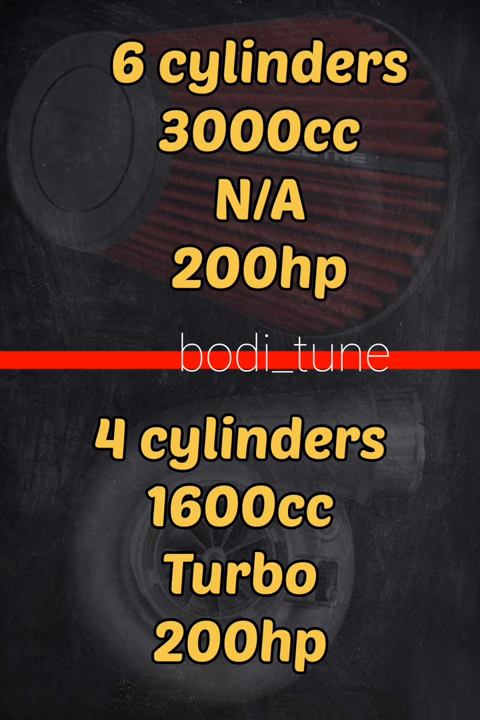 6 cylinders
3000cc
N/A
200hp
bodi_tune
4 cylinders
1600cc
Turbo
200hp